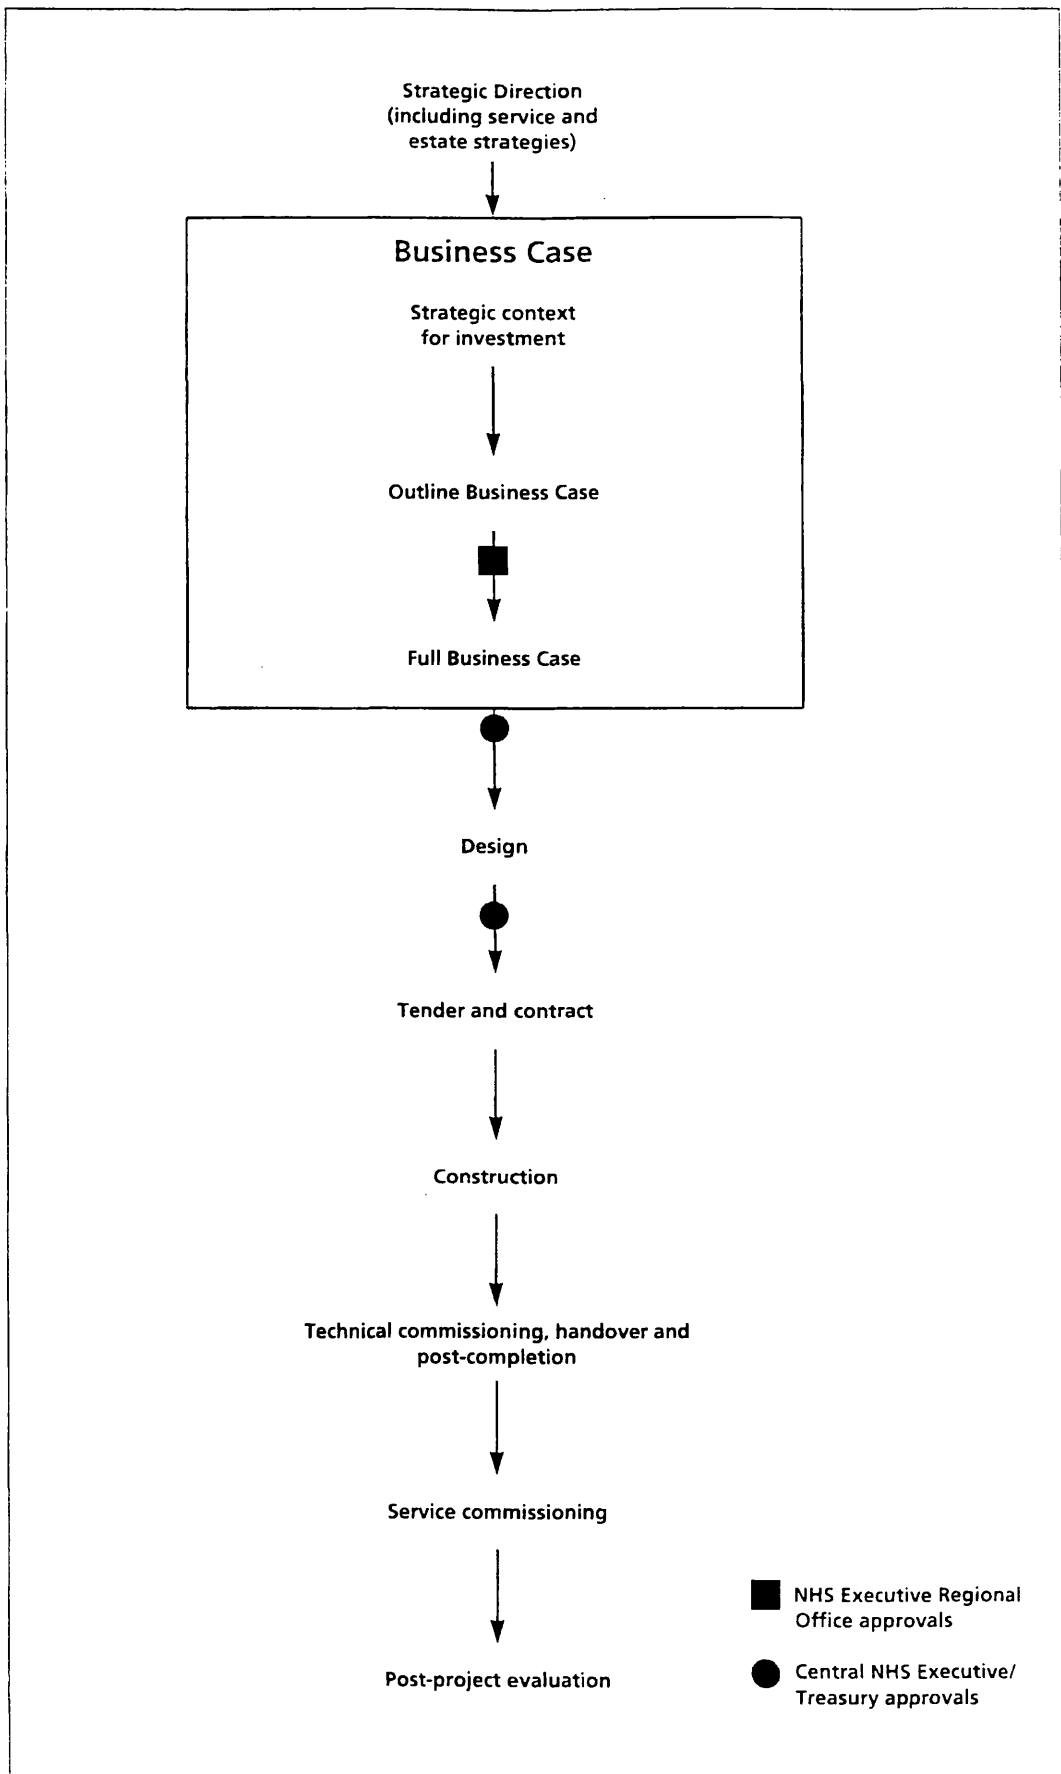 Strategic Direction
(including service and
estate strategies)
Business Case
Strategic context
for investment
Outline Business Case
Full Business Case
Design
Tender and contract
Construction
Technical commissioning, handover and
post-completion
Service commissioning
Post-project evaluation
NHS Executive Regional
Office approvals
Central NHS Executive/
Treasury approvals